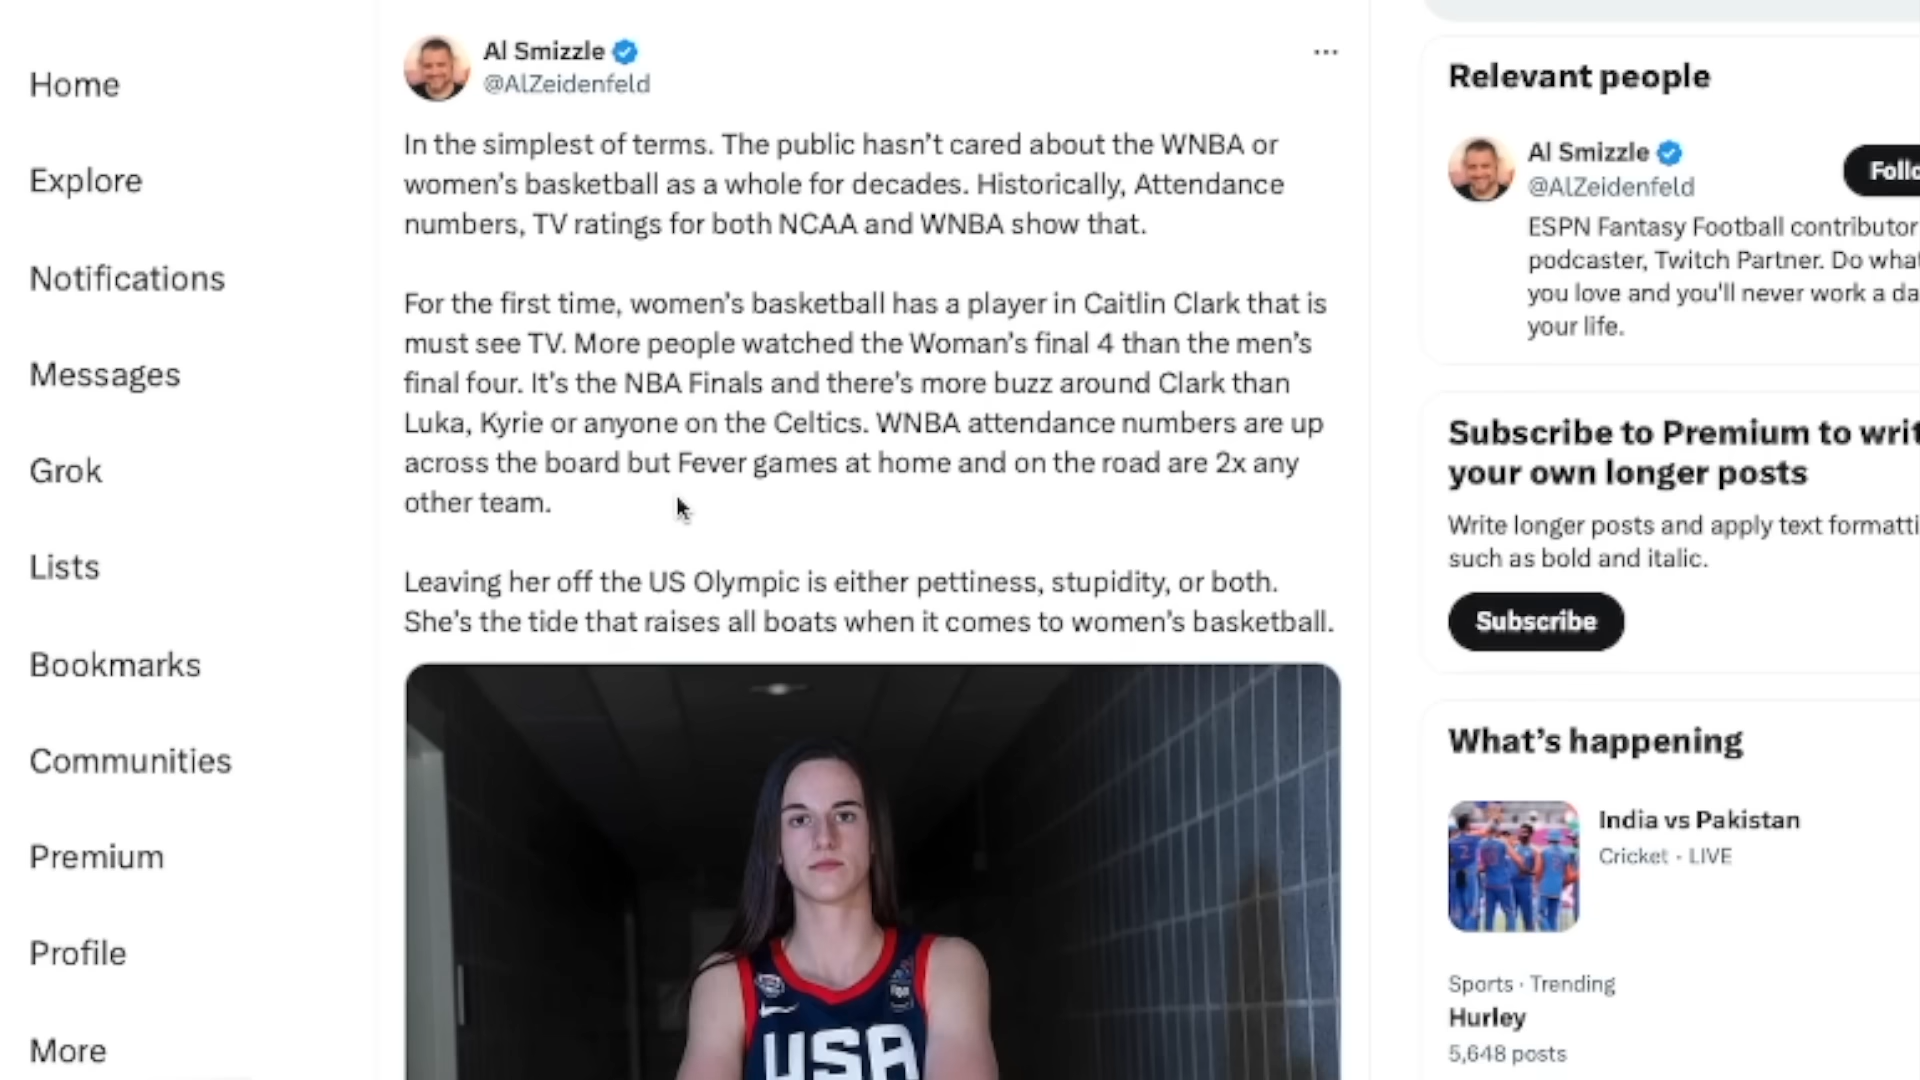 Home
Explore
Notifications
Messages
Grok
Lists
Bookmarks
Communities
Premium
Profile
More
Al Smizzle
@AlZeidenfeld
In the simplest of terms. The public hasn’t cared about the WNBA or
women’s basketball as a whole for decades. Historically, Attendance
numbers, TV ratings for both NCAA and WNBA show that.
For the first time, women’s basketball has a player in Caitlin Clark that is
must see TV. More people watched the Woman’s final 4 than the men’s
final four. It’s the NBA Finals and there’s more buzz around Clark than
Luka, Kyrie or anyone on the Celtics. WNBA attendance numbers are up
across the board but Fever games at home and on the road are 2x any
other team.
Leaving her off the US Olympic is either pettiness, stupidity, or both.
She’s the tide that raises all boats when it comes to women’s basketball.
USA
Relevant people
Al Smizzle
@AlZeidenfeld
Follo
ESPN Fantasy Football contributor
podcaster, Twitch Partner. Do what
you love and you'll never work a da
your life.
Subscribe to Premium to writ
your own longer posts
Write longer posts and apply text formatti
such as bold and italic.
Subscribe
What’s happening
India vs Pakistan
Cricket · LIVE
Sports · Trending
Hurley
5,648 posts